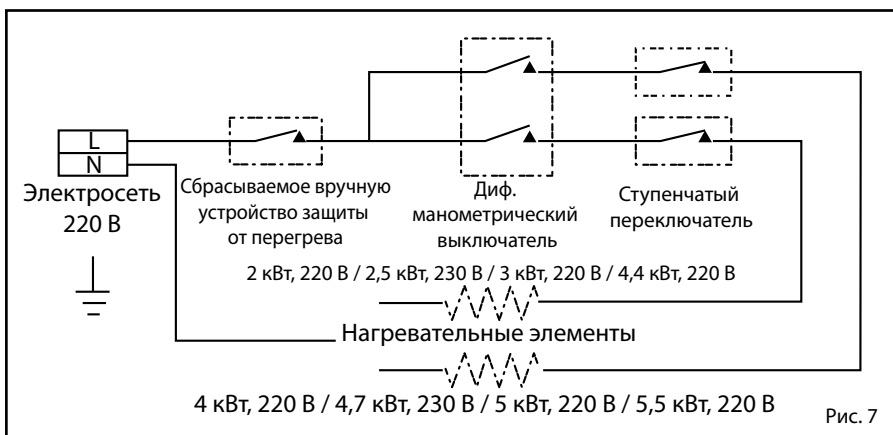 L
N
Электросеть
220 В
Сбрасываемое вручную
устройство защиты
от перегрева
Диф.
манометрический
выключатель
Ступенчатый
переключатель
2 кВт, 220 В / 2,5 кВт, 230 В / 3 кВт, 220 В / 4,4 кВт, 220 В
Нагревательные элементы
4 кВт, 220 В / 4,7 кВт, 230 В / 5 кВт, 220 В / 5,5 кВт, 220 В
Рис. 7